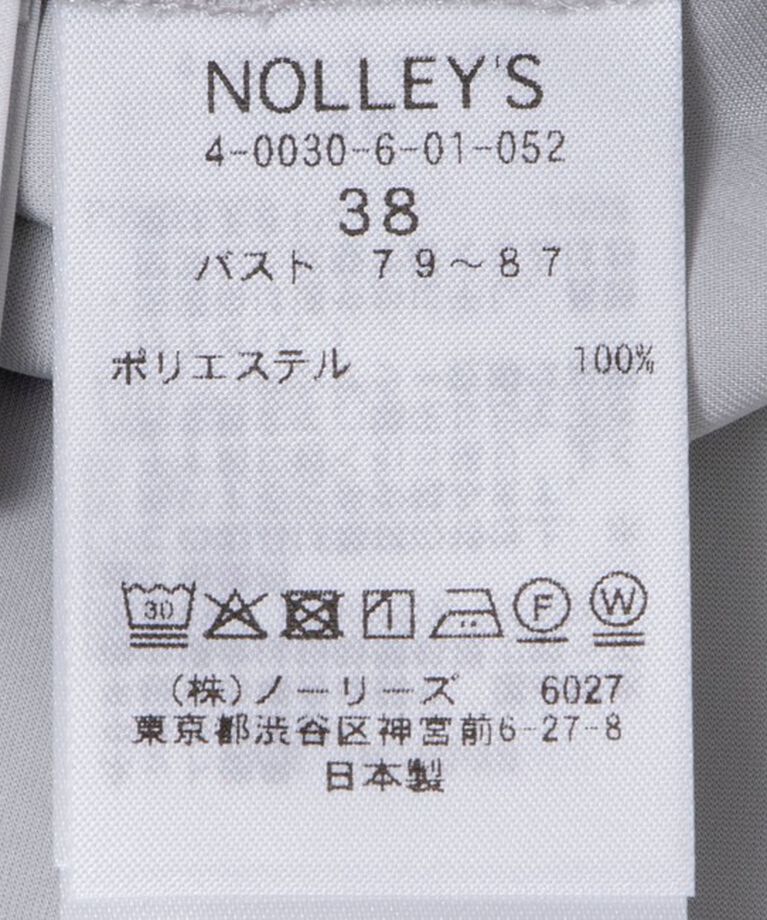 NOLLEY'S
4-0030-6-01-052
38
バスト 79～87
ポリエステル 100%
30 F W
(株)ノーリーズ 6027
東京都渋谷区神宮前6-27-8
日本製